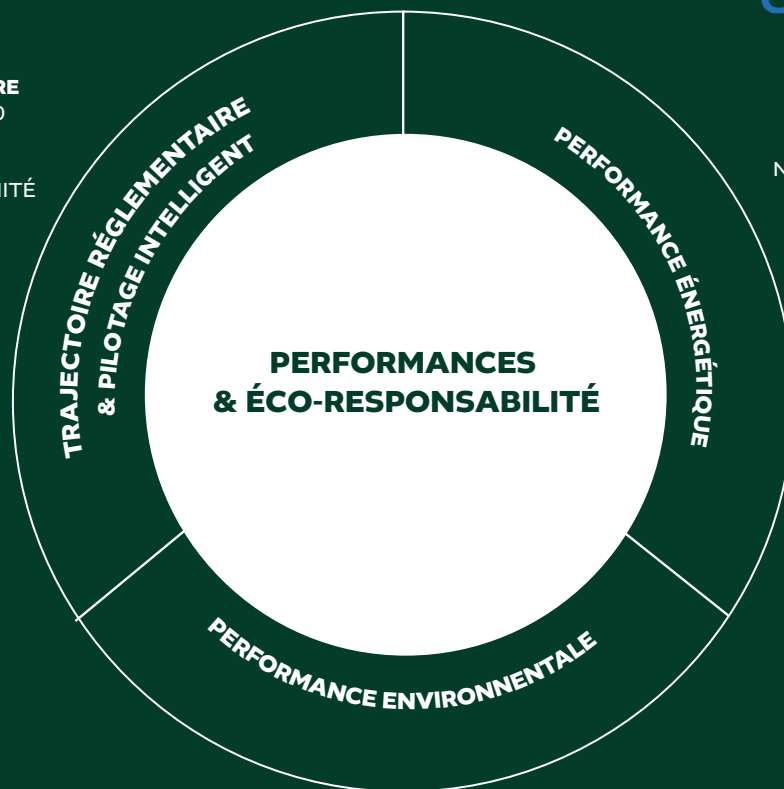 TRAJECTOIRE RÉGLEMENTAIRE
& PILOTAGE INTELLIGENT
PERFORMANCE ÉNERGÉTIQUE
PERFORMANCES
& ÉCO-RESPONSABILITÉ
PERFORMANCE ENVIRONNENTALE